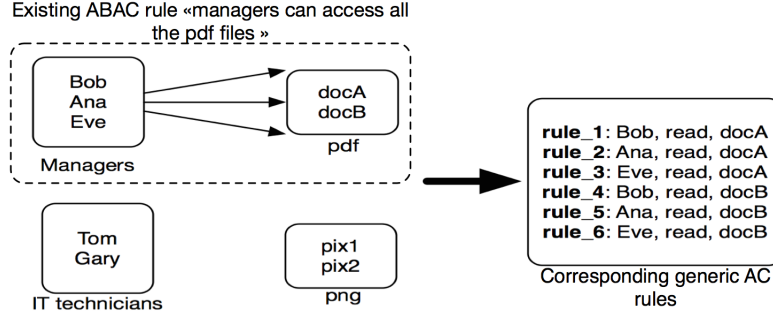 Existing ABAC rule «managers can access all
the pdf files »
Bob
Ana
Eve
Managers
docA
docB
pdf
Tom
Gary
IT technicians
pix1
pix2
png
rule_1: Bob, read, docA
rule_2: Ana, read, docA
rule_3: Eve, read, docA
rule_4: Bob, read, docB
rule_5: Ana, read, docB
rule_6: Eve, read, docB
Corresponding generic AC
rules